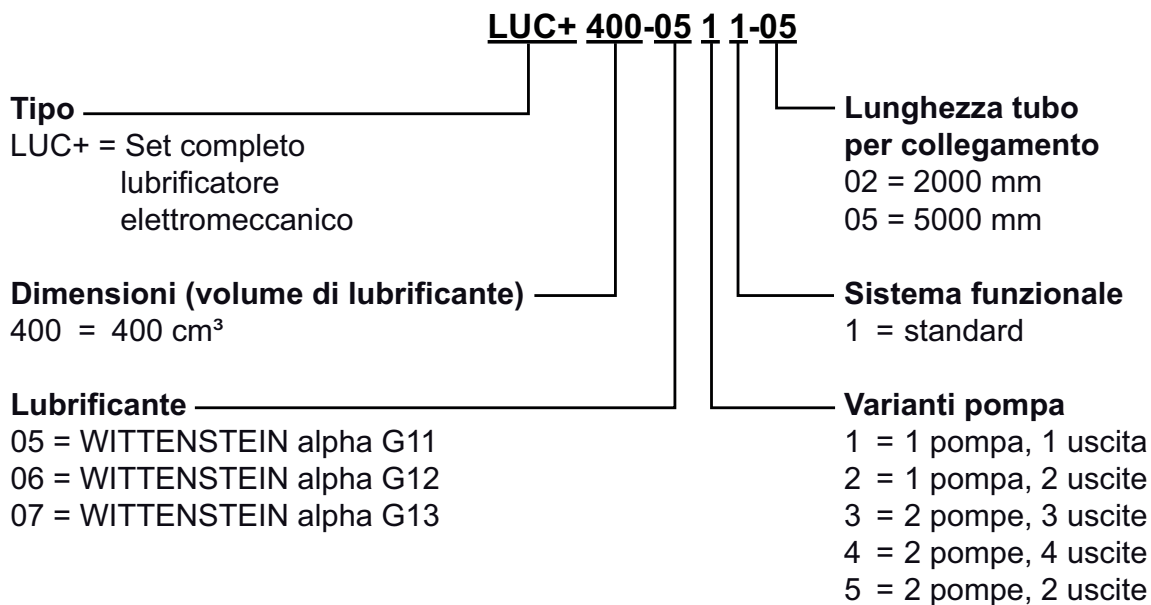 LUC+ 400-05 1 1-05
Tipo
LUC+ = Set completo
lubrificatore
elettromeccanico
Dimensioni (volume di lubrificante)
400 = 400 cm³
Lubrificante
05 = WITTENSTEIN alpha G11
06 = WITTENSTEIN alpha G12
07 = WITTENSTEIN alpha G13
Lunghezza tubo
per collegamento
02 = 2000 mm
05 = 5000 mm
Sistema funzionale
1 = standard
Varianti pompa
1 = 1 pompa, 1 uscita
2 = 1 pompa, 2 uscite
3 = 2 pompe, 3 uscite
4 = 2 pompe, 4 uscite
5 = 2 pompe, 2 uscite